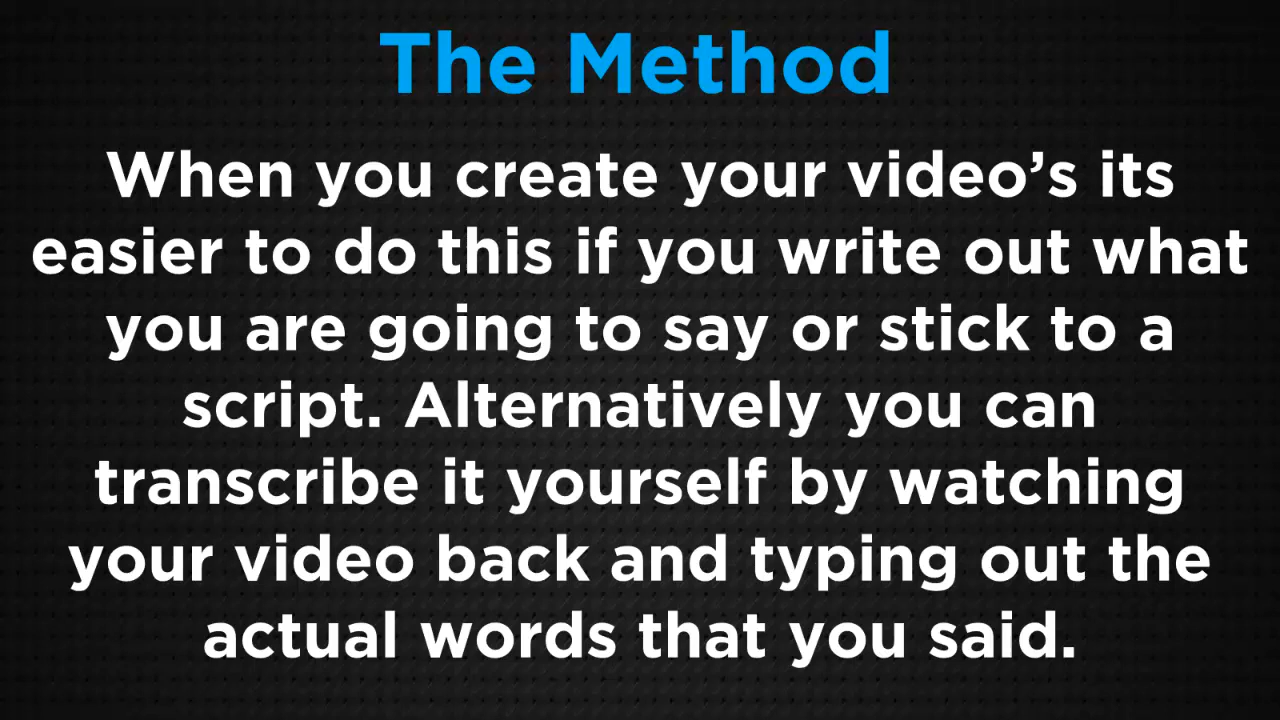 The Method
When you create your video’s its
easier to do this if you write out what
you are going to say or stick to a
script. Alternatively you can
transcribe it yourself by watching
your video back and typing out the
actual words that you said.